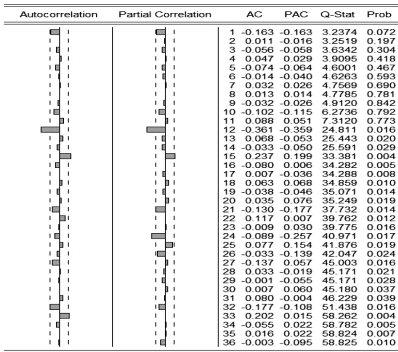 Autocorrelation Partial Correlation AC PAC Q-Stat Prob
1 -0.163 -0.163 3.2374 0.072
2 0.011 -0.016 3.2519 0.197
3 -0.056 -0.058 3.6342 0.304
4 0.047 0.029 3.9095 0.418
5 -0.074 -0.064 4.6001 0.467
6 -0.014 -0.040 4.6263 0.593
7 0.032 0.026 4.7569 0.690
8 0.013 0.014 4.7785 0.781
9 -0.032 -0.026 4.9120 0.842
10 -0.102 -0.115 6.2736 0.792
11 0.088 0.051 7.3120 0.773
12 -0.361 -0.359 24.811 0.016
13 0.068 -0.053 25.443 0.020
14 -0.033 -0.050 25.591 0.029
15 0.237 0.199 33.381 0.004
16 -0.080 0.006 34.282 0.005
17 0.007 -0.036 34.288 0.008
18 0.063 0.068 34.859 0.010
19 -0.038 -0.046 35.071 0.014
20 0.035 0.076 35.249 0.019
21 -0.130 -0.177 37.732 0.014
22 0.117 0.007 39.762 0.012
23 -0.009 0.030 39.775 0.016
24 -0.089 -0.257 40.971 0.017
25 0.077 0.154 41.876 0.019
26 -0.033 -0.139 42.047 0.024
27 -0.137 0.057 45.003 0.016
28 0.033 -0.019 45.171 0.021
29 -0.001 -0.055 45.171 0.028
30 0.007 0.060 45.180 0.037
31 0.080 -0.004 46.229 0.039
32 -0.177 -0.108 51.438 0.016
33 0.202 0.015 58.262 0.004
34 -0.055 0.022 58.782 0.005
35 0.016 0.022 58.824 0.007
36 -0.003 -0.095 58.825 0.010